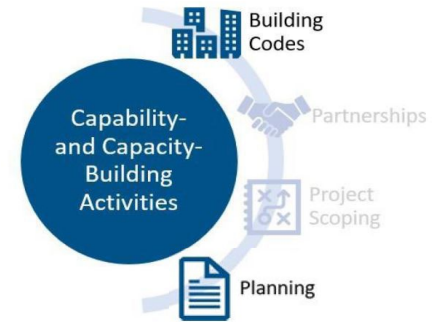 Building
Codes
Capability-
and Capacity-
Building
Activities
Partnerships
Project
Scoping
Planning